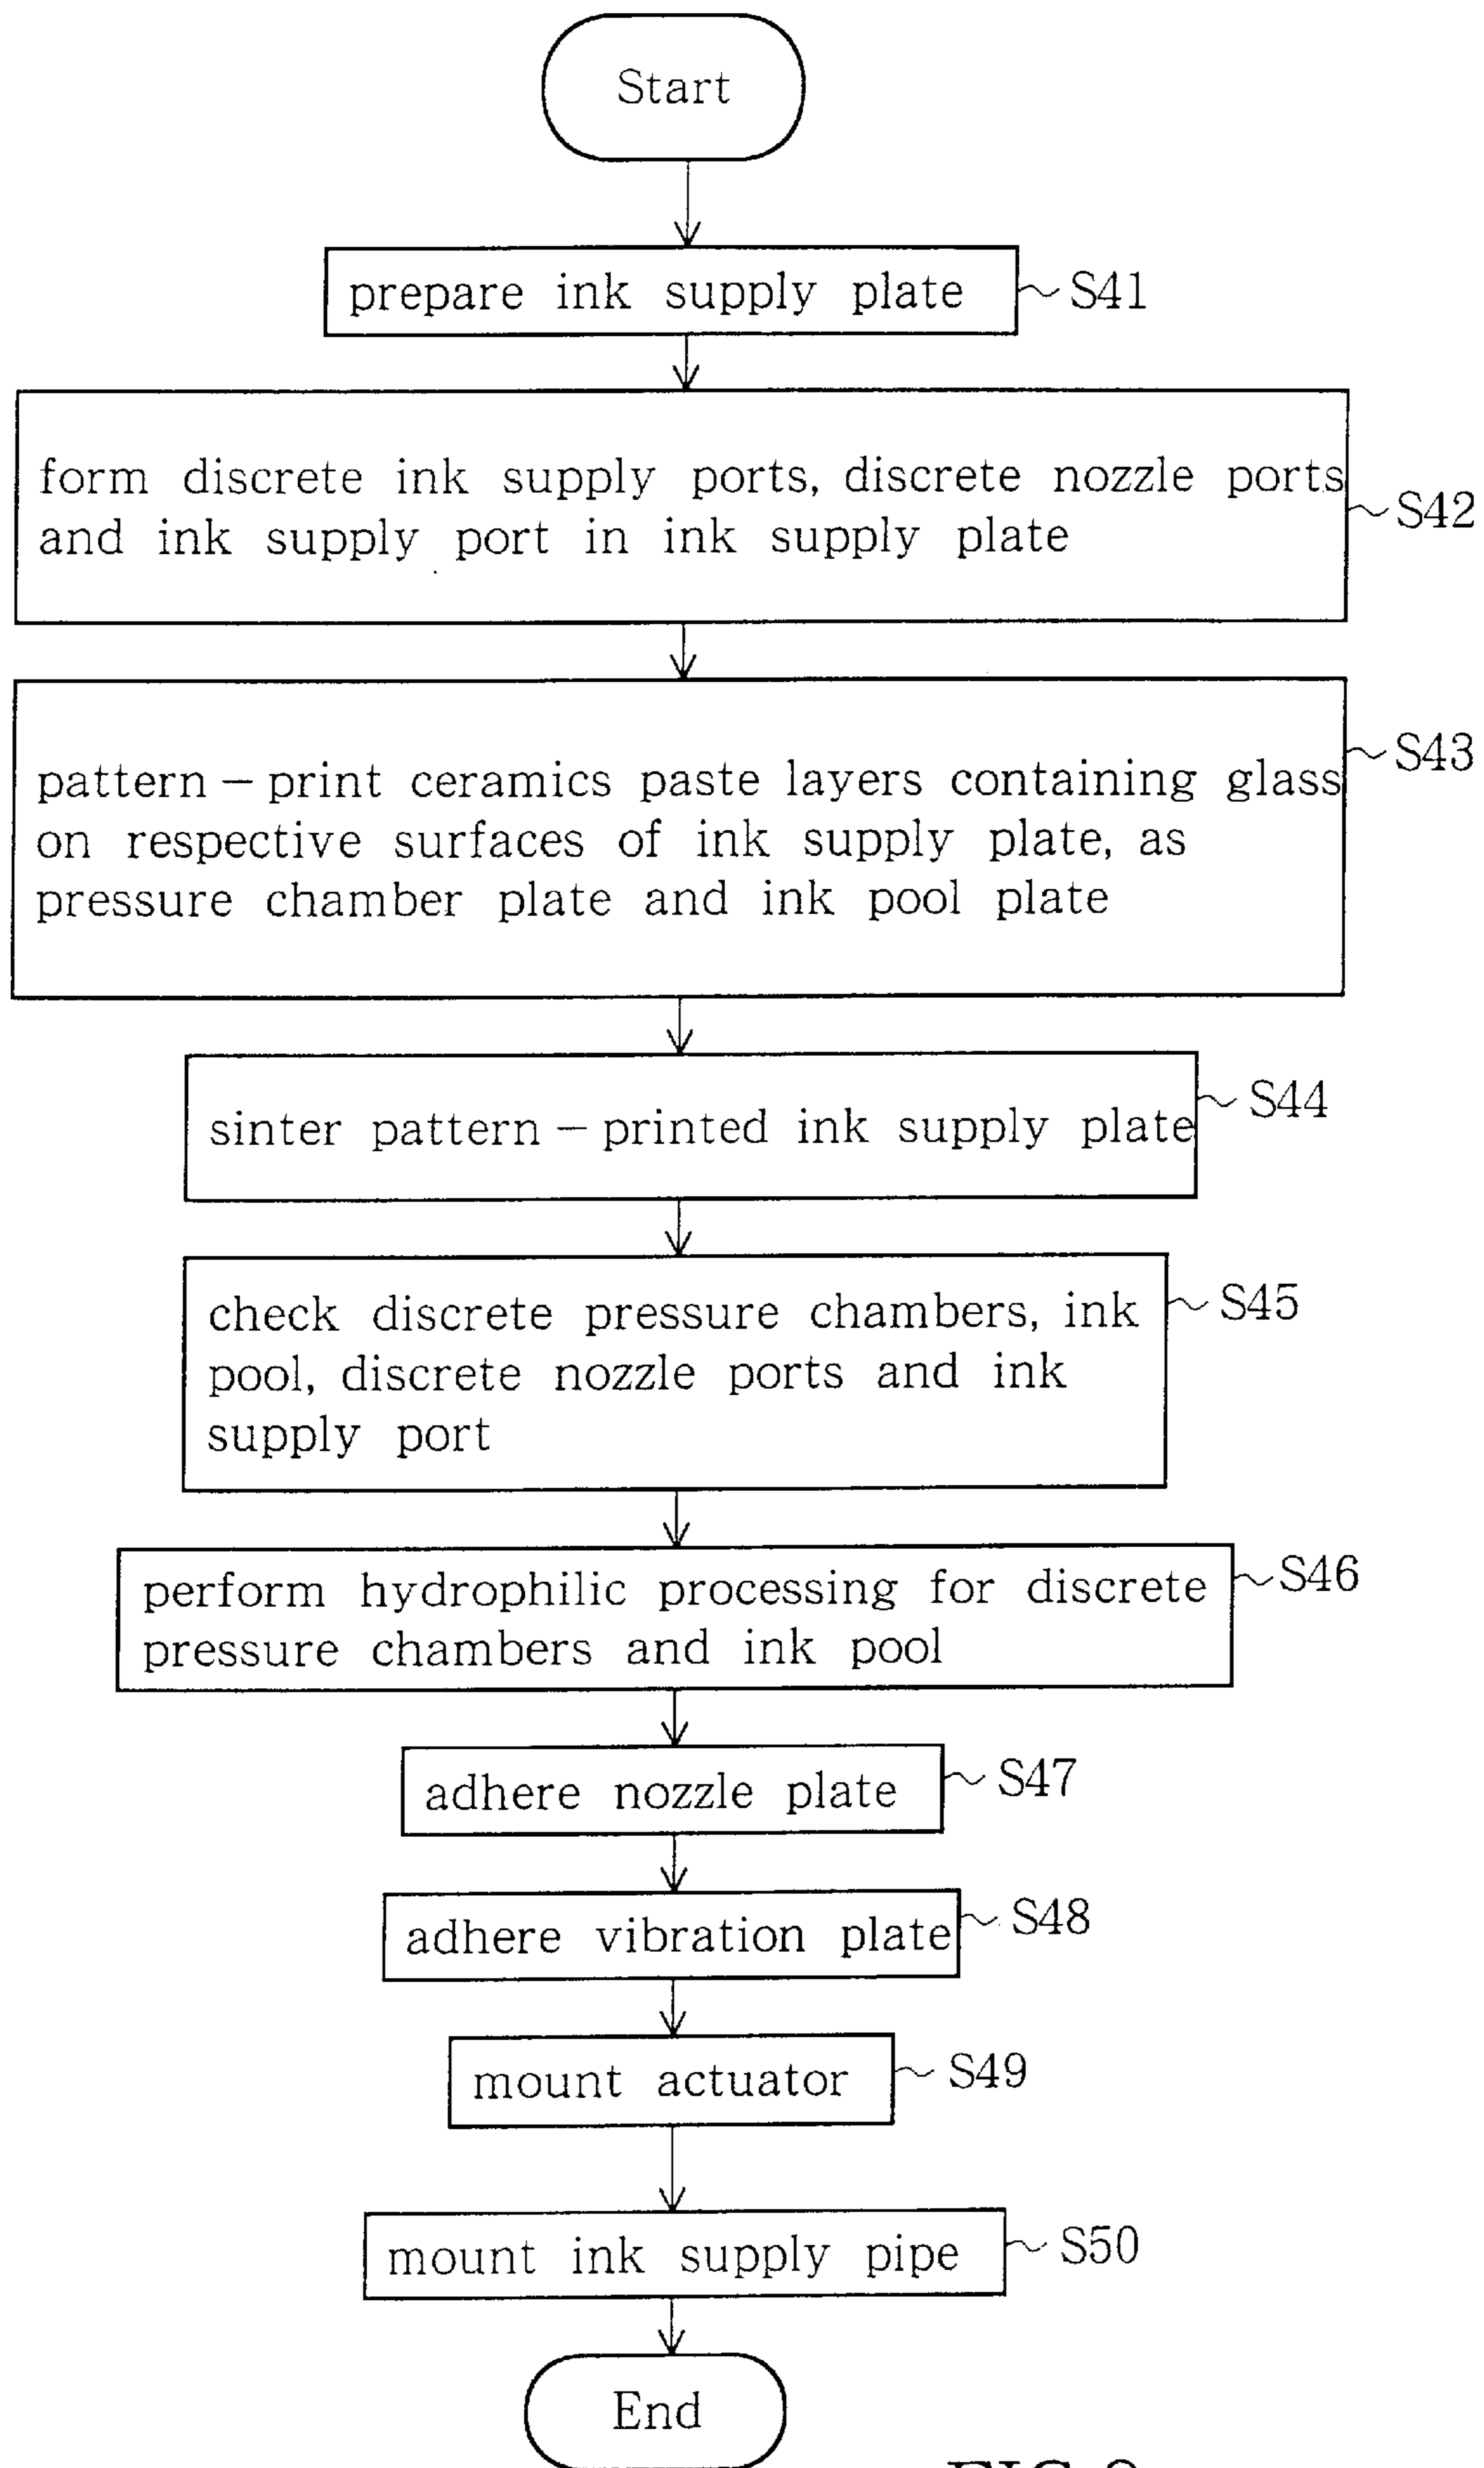 Start
prepare ink supply plate
S41
form discrete ink supply ports, discrete nozzle ports
and ink supply port in ink supply plate
S42
pattern – print ceramics paste layers containing glass
on respective surfaces of ink supply plate, as
pressure chamber plate and ink pool plate
S43
sinter pattern – printed ink supply plate
S44
check discrete pressure chambers, ink
pool, discrete nozzle ports and ink
supply port
S45
perform hydrophilic processing for discrete
pressure chambers and ink pool
S46
adhere nozzle plate
S47
adhere vibration plate
S48
mount actuator
S49
mount ink supply pipe
S50
End